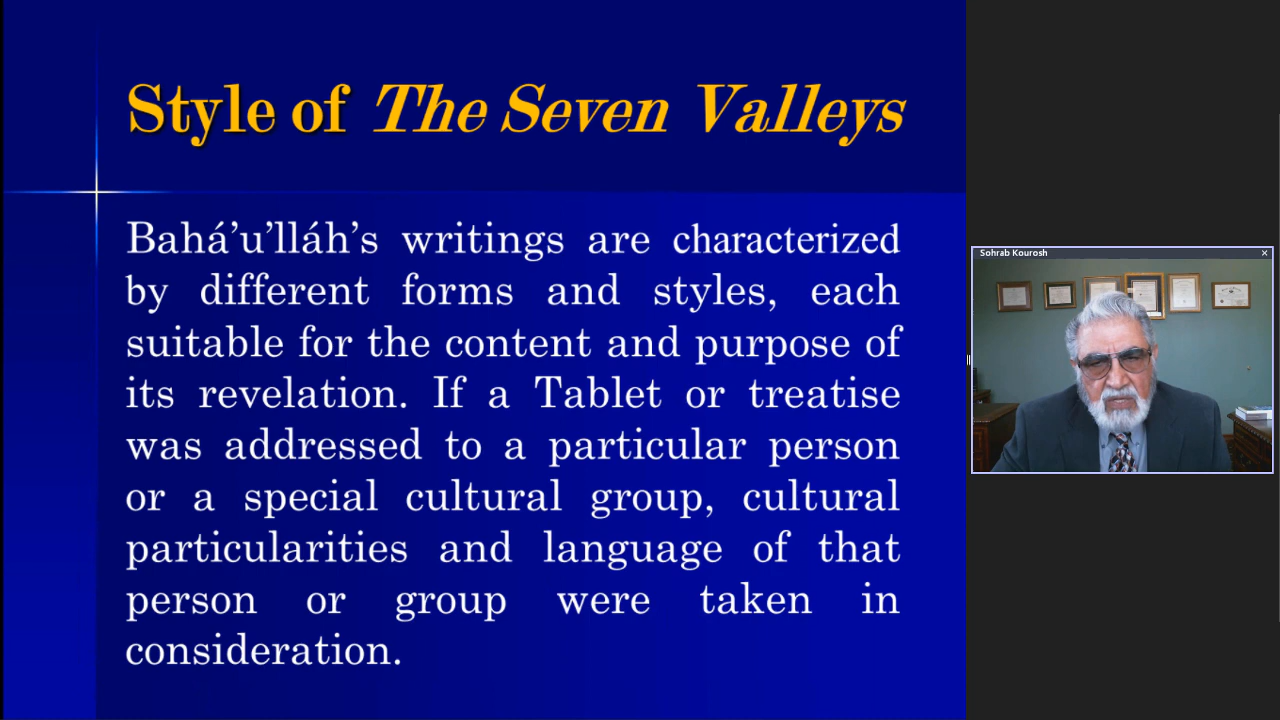 Style of The Seven Valleys
Bahá’u’lláh’s writings are characterized
by different forms and styles, each
suitable for the content and purpose of
its revelation. If a Tablet or treatise
was addressed to a particular person
or a special cultural group, cultural
particularities and language of that
person or group were taken in
consideration.
Sohrab Kourosh